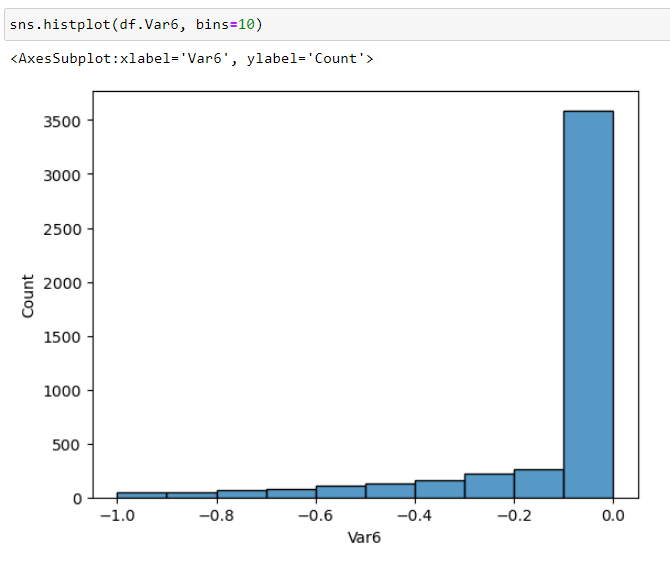 sns.histplot(df.Var6, bins=10)
<AxesSubplot:xlabel='Var6', ylabel='Count'>
3500
3000
2500
2000
1500
1000
500
0
Count
−1.0 −0.8 −0.6 −0.4 −0.2 0.0
Var6